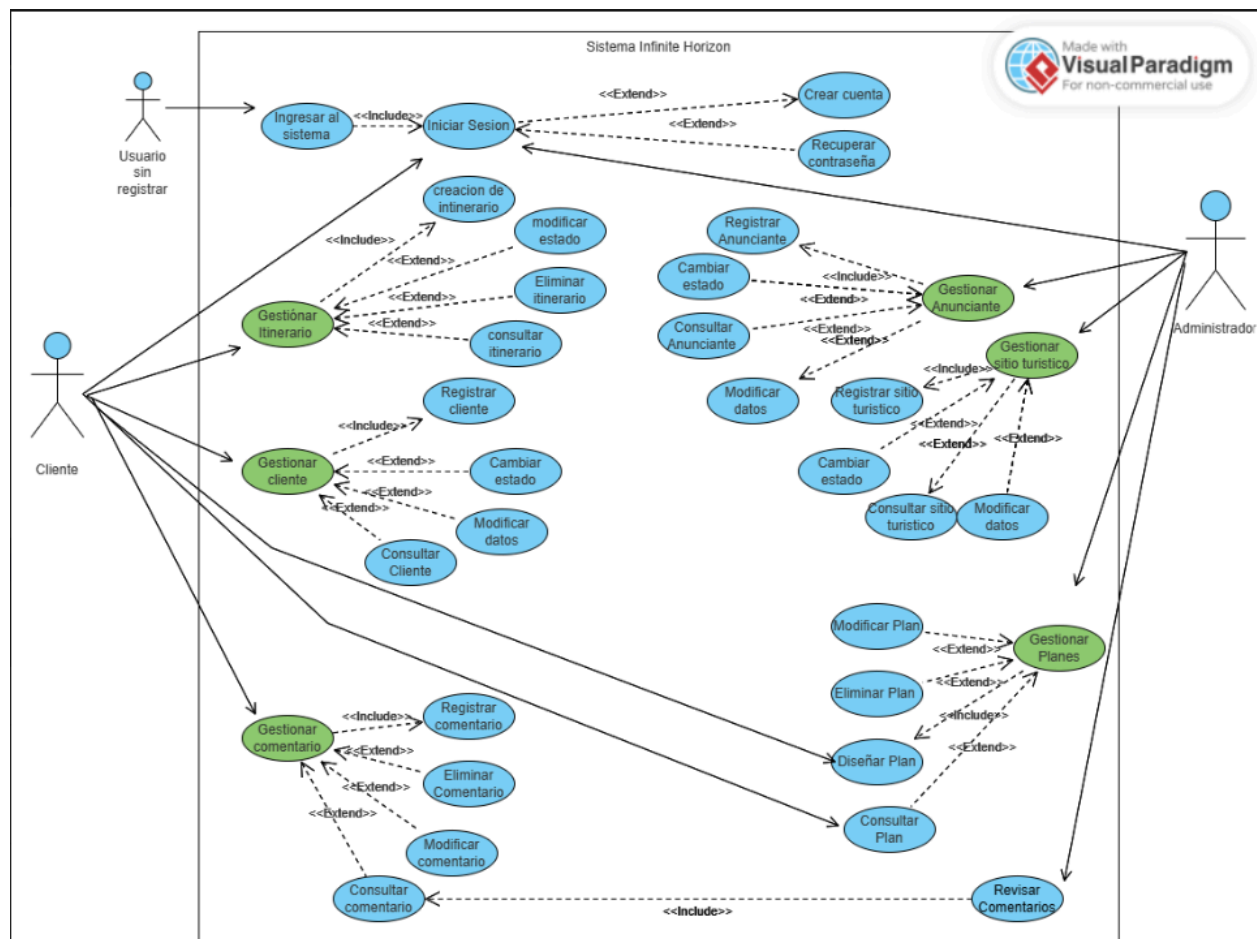 Sistema Infinite Horizon
Made with
Visual Paradigm
For non-commercial use
Usuario
sin
registrar
Ingresar al
sistema
<<Include>>
Iniciar Sesion
<<Extend>>
Crear cuenta
<<Extend>>
Recuperar
contraseña
creacion de
intinerario
<<Include>>
modificar
estado
<<Extend>>
Eliminar
itinerario
<<Extend>>
consultar
itinerario
<<Extend>>
Gestiónar
Itinerario
Registrar
Anunciante
<<Include>>
Cambiar
estado
<<Extend>>
Consultar
Anunciante
<<Extend>>
<<Extend>>
Modificar
datos
Gestionar
Anunciante
Administrador
Gestionar
sitio turistico
<<Include>>
Registrar sitio
turistico
<<Extend>>
<<Extend>>
<<Extend>>
Cambiar
estado
Consultar sitio
turistico
Modificar
datos
Cliente
Registrar
cliente
<<Include>>
Gestionar
cliente
<<Extend>>
Cambiar
estado
<<Extend>>
Modificar
datos
<<Extend>>
Consultar
Cliente
Modificar Plan
<<Extend>>
Gestionar
Planes
Eliminar Plan
<<Extend>>
<<Include>>
Diseñar Plan
<<Extend>>
Consultar
Plan
Gestionar
comentario
<<Include>>
Registrar
comentario
<<Extend>>
Eliminar
Comentario
<<Extend>>
Modificar
comentario
<<Extend>>
Consultar
comentario
<<Include>>
Revisar
Comentarios